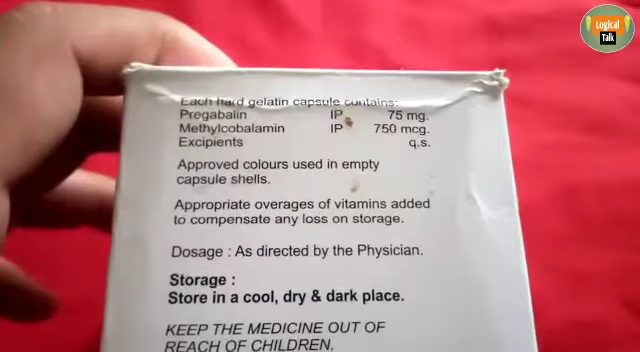 Logical
Talk
Each hard gelatin capsule contains:
Pregabalin IP 75 mg.
Methylcobalamin IP 750 mcg.
Excipients q.s.
Approved colours used in empty
capsule shells.
Appropriate overages of vitamins added
to compensate any loss on storage.
Dosage : As directed by the Physician.
Storage :
Store in a cool, dry & dark place.
KEEP THE MEDICINE OUT OF
REACH OF CHILDREN.